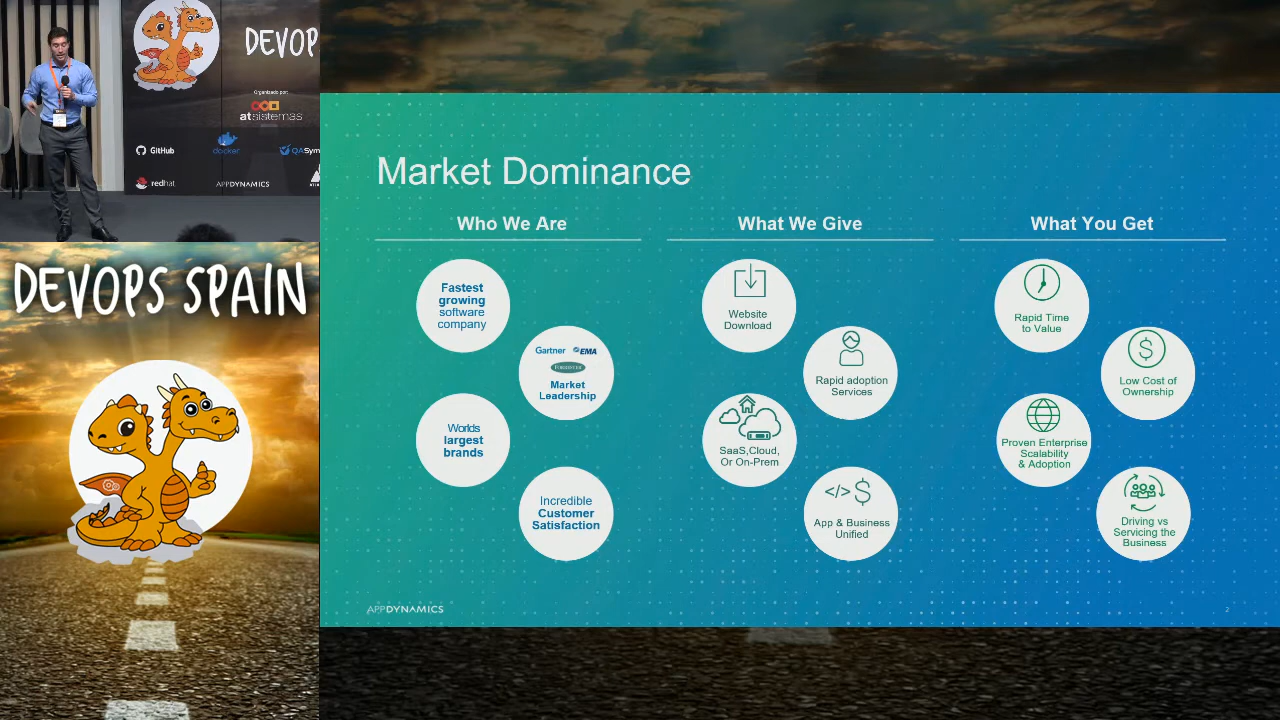 DEVOP
Organizado por:
atsistemas
GitHub
docker
QASym
redhat
APPDYNAMICS
DEVOPS SPAIN
Market Dominance
Who We Are
Fastest
growing
software
company
Gartner EMA
FORRESTER
Market
Leadership
Worlds
largest
brands
Incredible
Customer
Satisfaction
What We Give
Website
Download
Rapid adoption
Services
SaaS,Cloud,
Or On-Prem
</> $
App & Business
Unified
What You Get
Rapid Time
to Value
$
Low Cost of
Ownership
Proven Enterprise
Scalability
& Adoption
Driving vs
Servicing the
Business
APPDYNAMICS
2